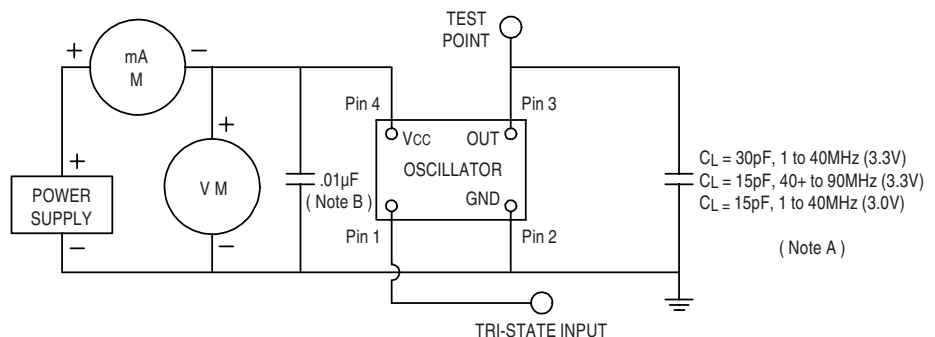 TEST
POINT
+
mA
M
–
Pin 4
Pin 3
+
VCC
OUT
+
OSCILLATOR
CL = 30pF, 1 to 40MHz (3.3V)
V M
.01µF
CL = 15pF, 40+ to 90MHz (3.3V)
POWER
SUPPLY
( Note B )
GND
CL = 15pF, 1 to 40MHz (3.0V)
–
–
Pin 1
Pin 2
( Note A )
TRI-STATE INPUT